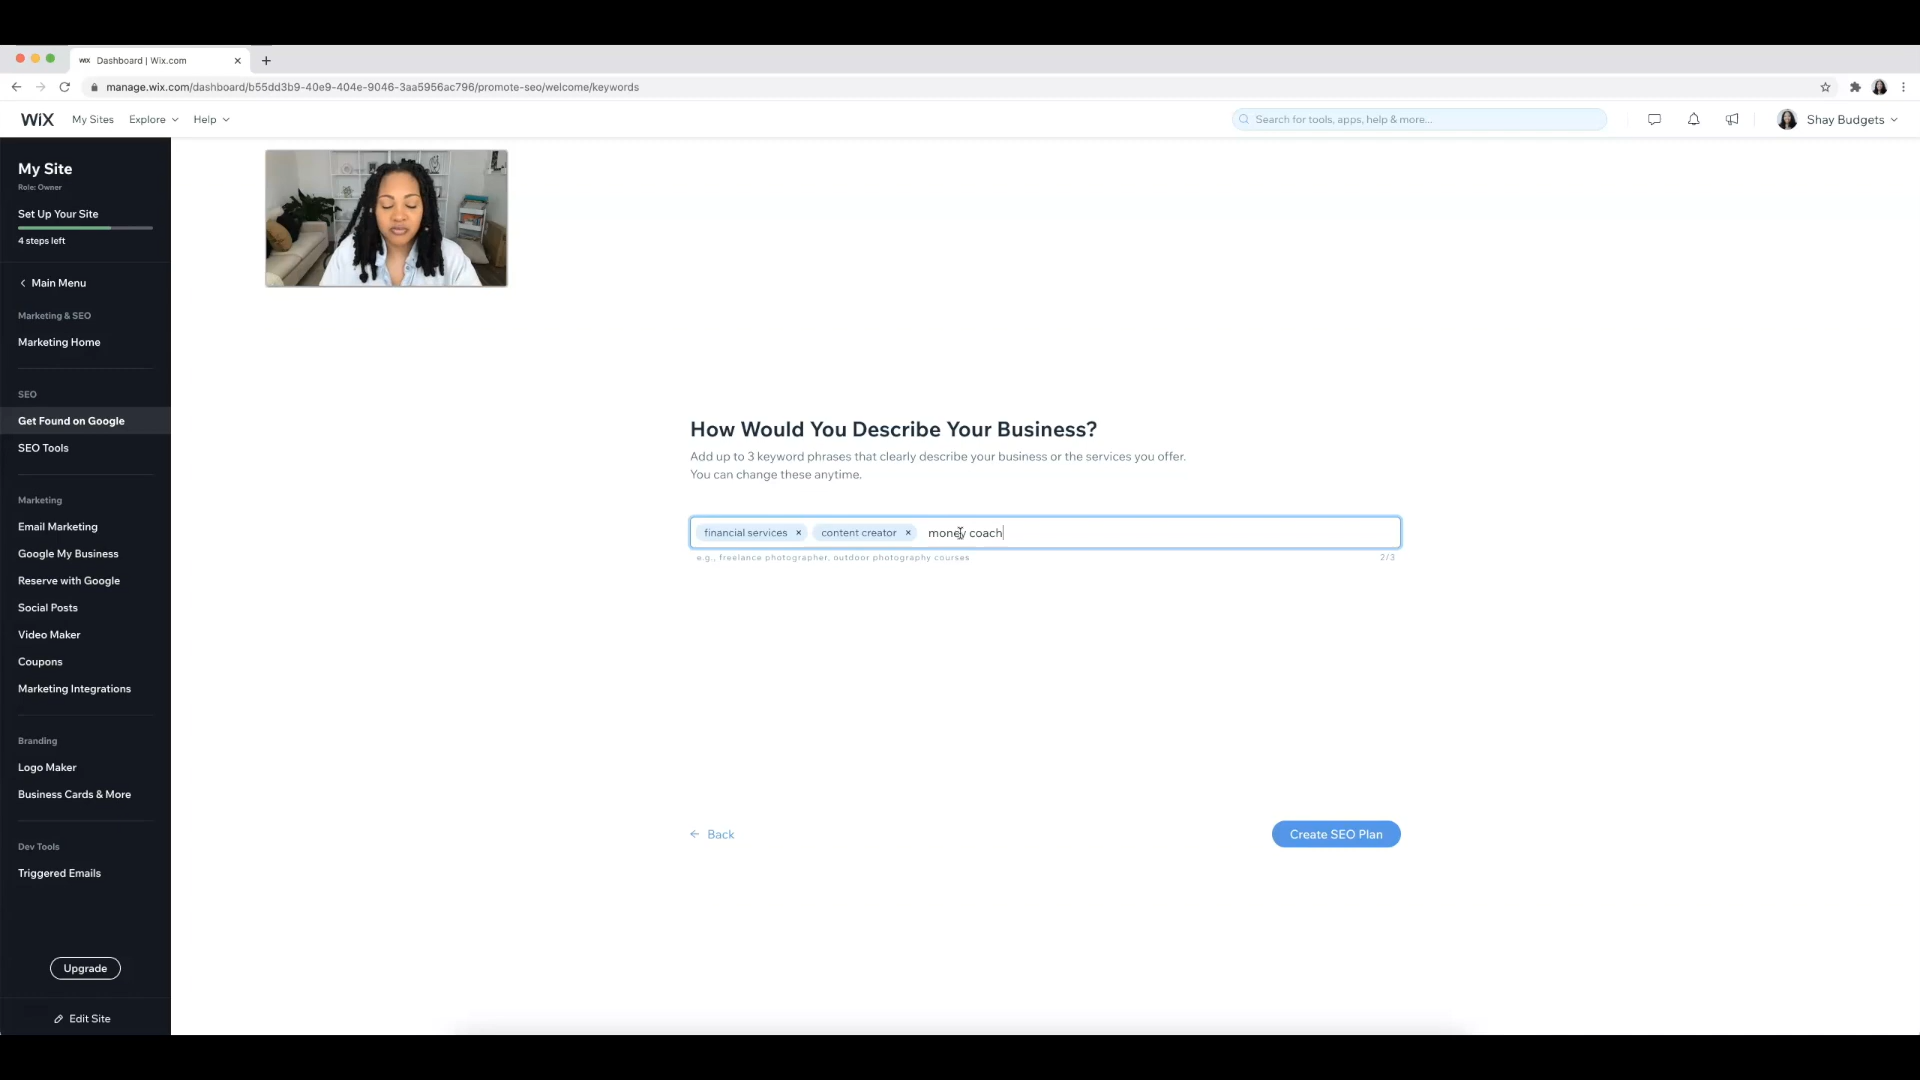 WIX Dashboard | Wix.com
manage.wix.com/dashboard/b55dd3b9-40e9-404e-9046-3aa5956ac796/promote-seo/welcome/keywords
WiX My Sites Explore Help Search for tools, apps, help & more... Shay Budgets
My Site
Role: Owner
Set Up Your Site
4 steps left
Main Menu
Marketing & SEO
Marketing Home
SEO
Get Found on Google
SEO Tools
Marketing
Email Marketing
Google My Business
Reserve with Google
Social Posts
Video Maker
Coupons
Marketing Integrations
Branding
Logo Maker
Business Cards & More
Dev Tools
Triggered Emails
Upgrade
Edit Site
How Would You Describe Your Business?
Add up to 3 keyword phrases that clearly describe your business or the services you offer.
You can change these anytime.
financial services content creator money coach
e.g., freelance photographer, outdoor photography courses 2/3
Back Create SEO Plan